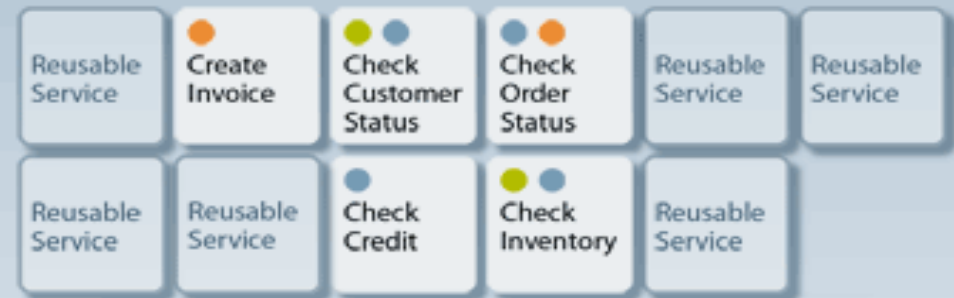 Reusable
Service
Create
Invoice
Check
Customer
Status
Check
Order
Status
Reusable
Service
Reusable
Service
Reusable
Service
Reusable
Service
Check
Credit
Check
Inventory
Reusable
Service